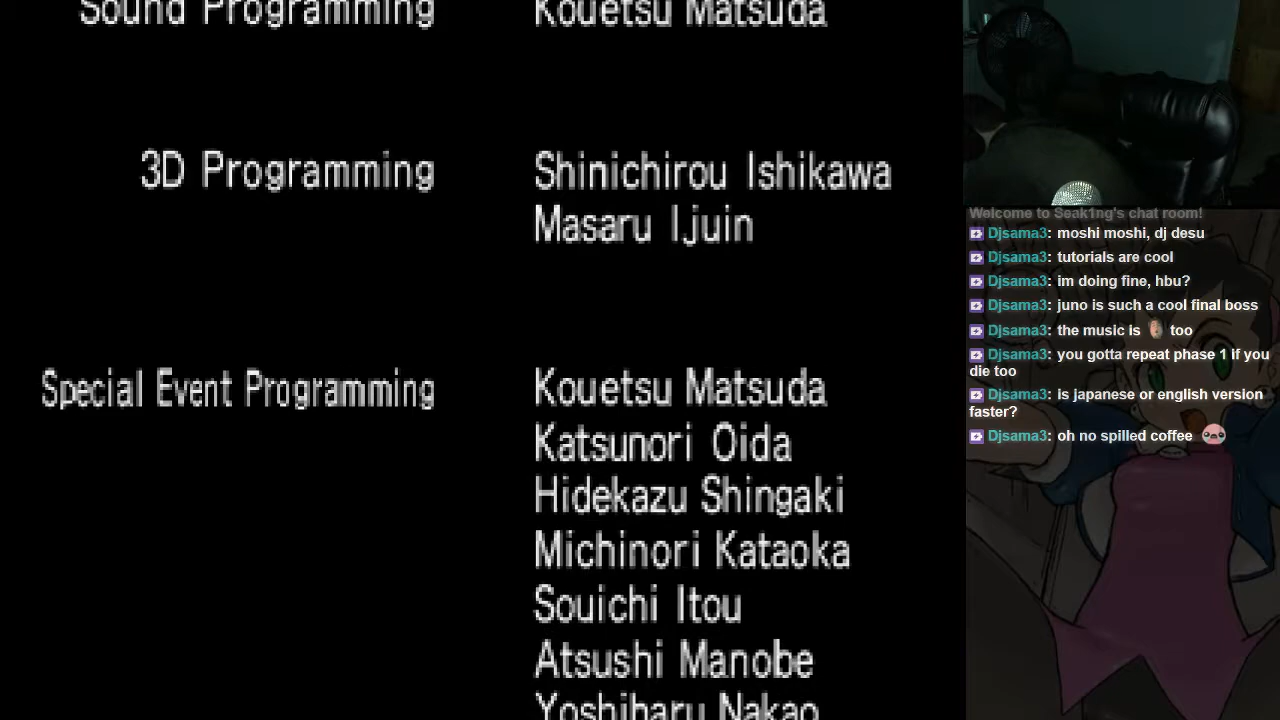 Sound Programming Kouetsu Matsuda
3D Programming Shinichirou Ishikawa
Masaru Ijuin
Special Event Programming Kouetsu Matsuda
Katsunori Oida
Hidekazu Shingaki
Michinori Kataoka
Souichi Itou
Atsushi Manobe
Yoshiharu Nakao
Welcome to Seak1ng's chat room!
Djsama3: moshi moshi, dj desu
Djsama3: tutorials are cool
Djsama3: im doing fine, hbu?
Djsama3: juno is such a cool final boss
Djsama3: the music is too
Djsama3: you gotta repeat phase 1 if you
die too
Djsama3: is japanese or english version
faster?
Djsama3: oh no spilled coffee